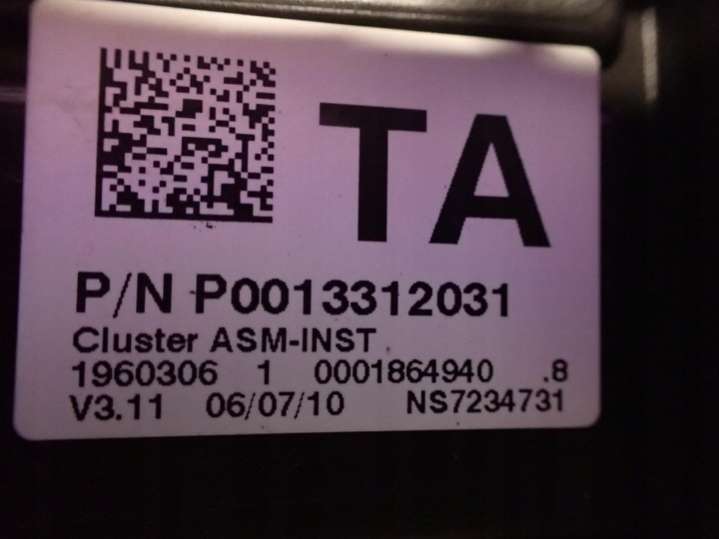 TA
P/N P0013312031
Cluster ASM-INST
1960306 1 0001864940 .8
V3.11 06/07/10 NS7234731